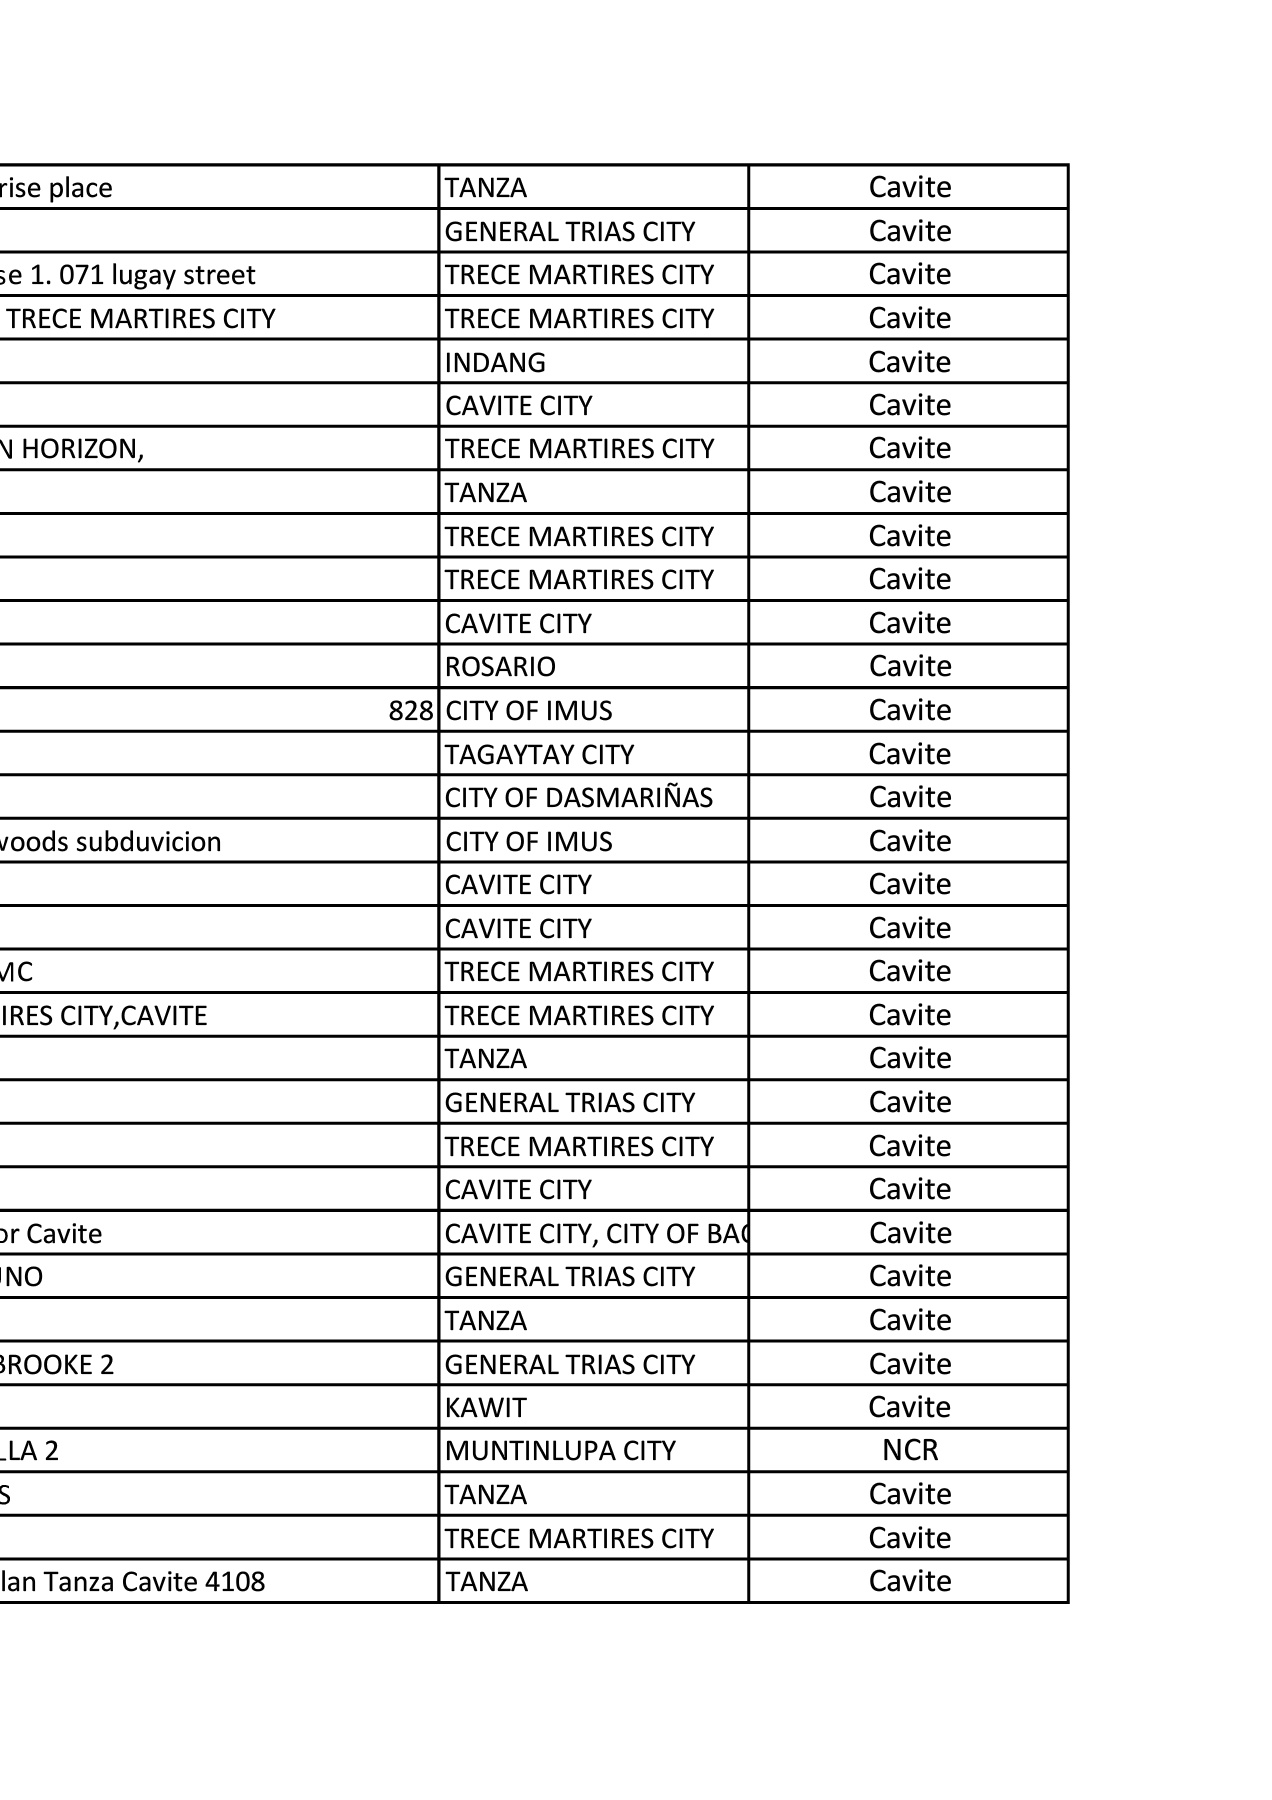 rise place TANZA Cavite
GENERAL TRIAS CITY Cavite
se 1. 071 lugay street TRECE MARTIRES CITY Cavite
TRECE MARTIRES CITY TRECE MARTIRES CITY Cavite
INDANG Cavite
CAVITE CITY Cavite
N HORIZON, TRECE MARTIRES CITY Cavite
TANZA Cavite
TRECE MARTIRES CITY Cavite
TRECE MARTIRES CITY Cavite
CAVITE CITY Cavite
ROSARIO Cavite
828 CITY OF IMUS Cavite
TAGAYTAY CITY Cavite
CITY OF DASMARIÑAS Cavite
woods subduvicion CITY OF IMUS Cavite
CAVITE CITY Cavite
CAVITE CITY Cavite
MC TRECE MARTIRES CITY Cavite
IRES CITY,CAVITE TRECE MARTIRES CITY Cavite
TANZA Cavite
GENERAL TRIAS CITY Cavite
TRECE MARTIRES CITY Cavite
CAVITE CITY Cavite
or Cavite CAVITE CITY, CITY OF BAC Cavite
UNO GENERAL TRIAS CITY Cavite
TANZA Cavite
BROOKE 2 GENERAL TRIAS CITY Cavite
KAWIT Cavite
LLA 2 MUNTINLUPA CITY NCR
S TANZA Cavite
TRECE MARTIRES CITY Cavite
lan Tanza Cavite 4108 TANZA Cavite